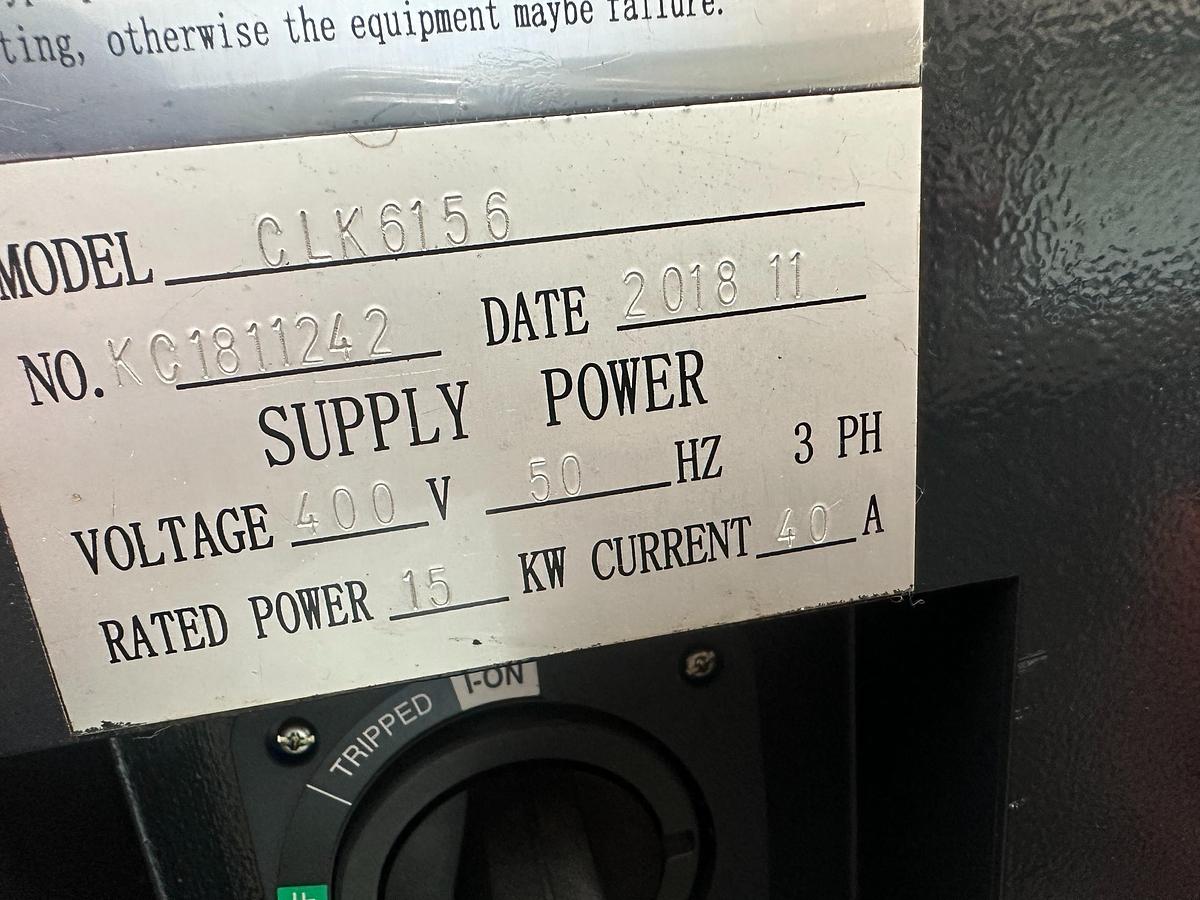 ting, otherwise the equipment maybe failure.
MODEL CLK6156
NO. KC1811242 DATE 2018 11
SUPPLY POWER
VOLTAGE 400 V 50 HZ 3 PH
RATED POWER 15 KW CURRENT 40 A
I-ON
TRIPPED